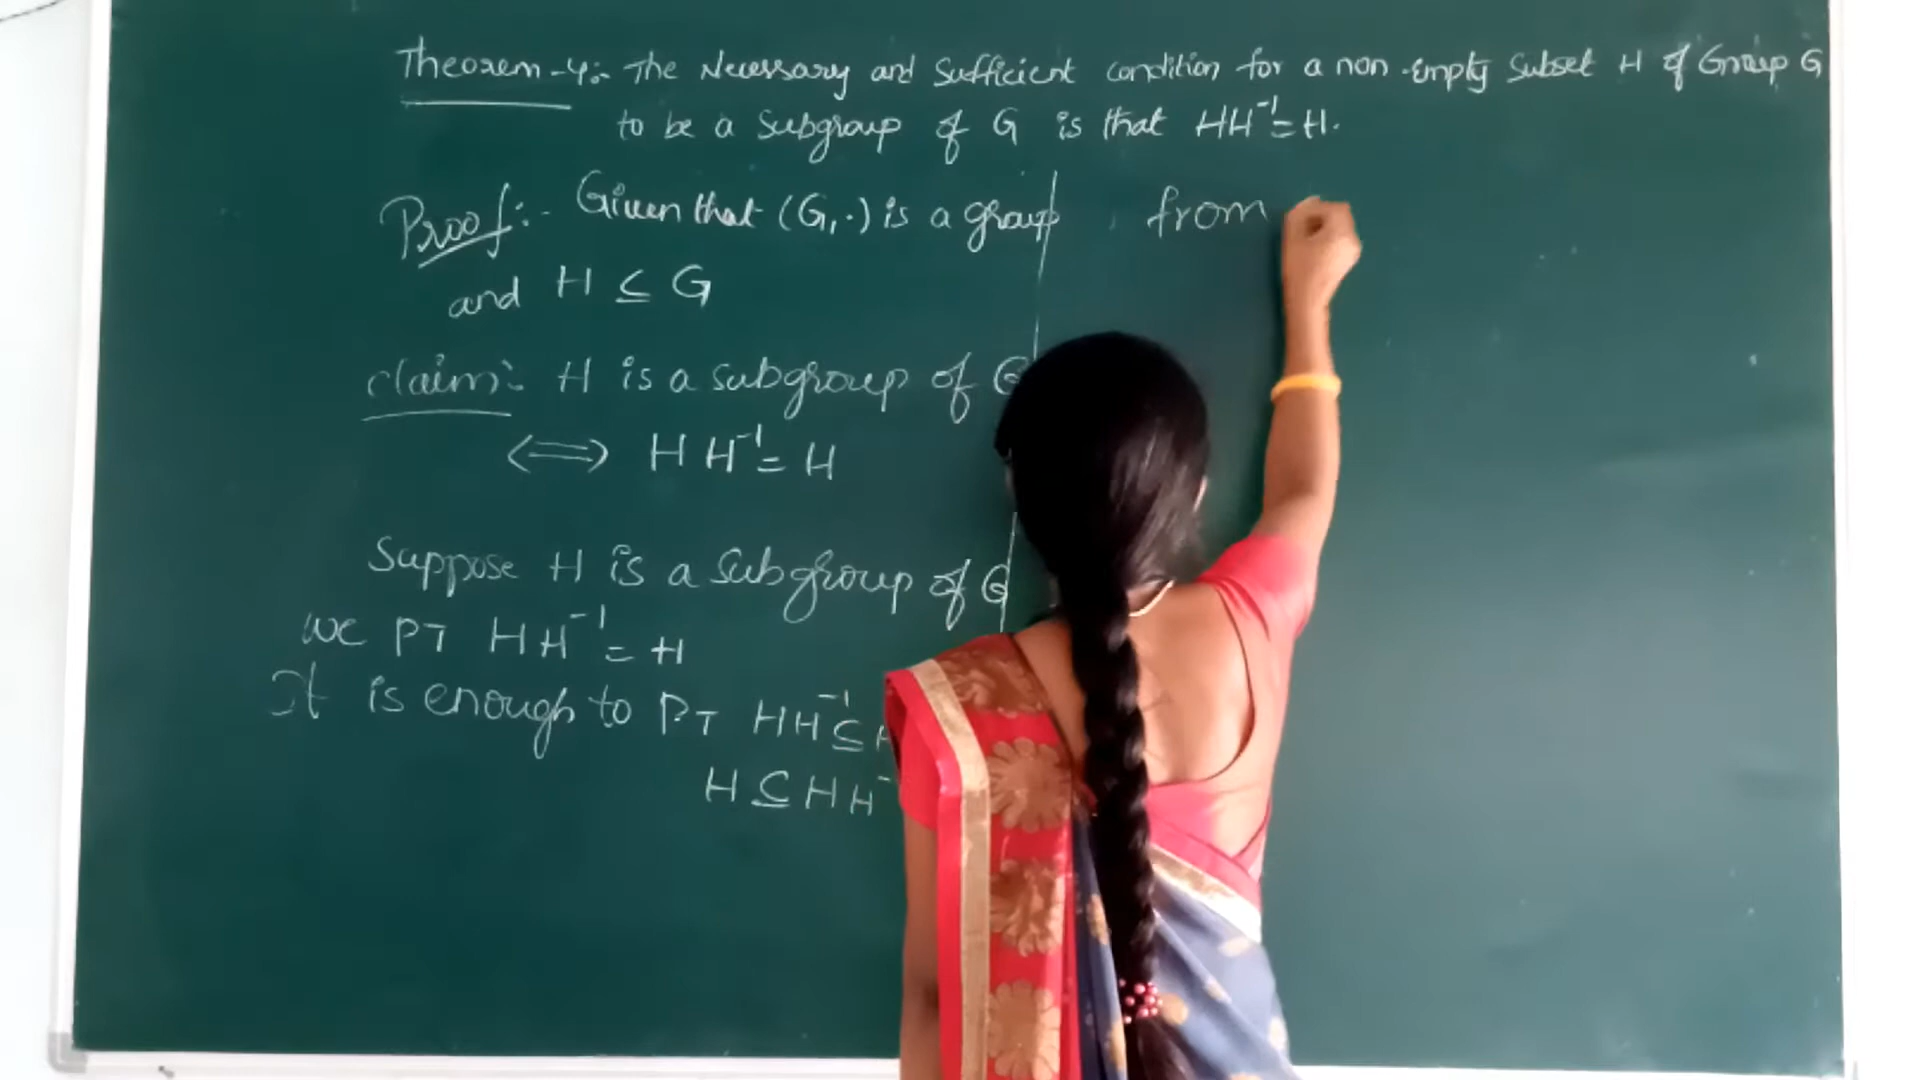 Theorem-4:- The Necessary and Sufficient condition for a non-Empty Subset H of Group G
to be a Subgroup of G is that HH⁻¹=H.
Proof:- Given that (G,.) is a group
and H ⊆ G
claim:- H is a subgroup of G
⟺ HH⁻¹=H
Suppose H is a Subgroup of G
we PT HH⁻¹=H
It is enough to PT HH⁻¹⊆H
H⊆HH⁻
from